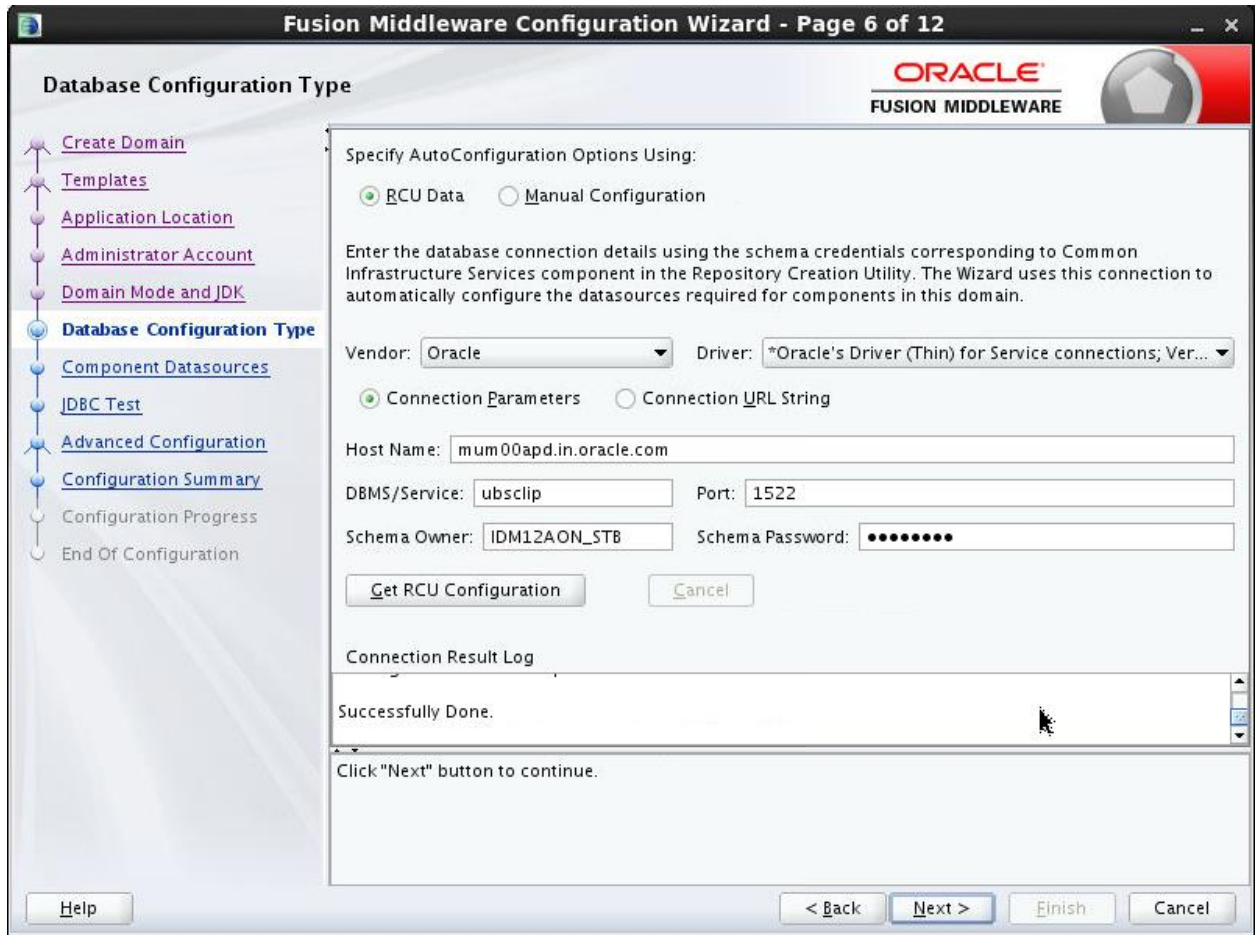 Fusion Middleware Configuration Wizard - Page 6 of 12
Database Configuration Type
ORACLE
FUSION MIDDLEWARE
Create Domain
Templates
Application Location
Administrator Account
Domain Mode and JDK
Database Configuration Type
Component Datasources
JDBC Test
Advanced Configuration
Configuration Summary
Configuration Progress
End Of Configuration
Specify AutoConfiguration Options Using:
RCU Data Manual Configuration
Enter the database connection details using the schema credentials corresponding to Common
Infrastructure Services component in the Repository Creation Utility. The Wizard uses this connection to
automatically configure the datasources required for components in this domain.
Vendor: Oracle Driver: *Oracle's Driver (Thin) for Service connections; Ver...
Connection Parameters Connection URL String
Host Name: mum00apd.in.oracle.com
DBMS/Service: ubsclip Port: 1522
Schema Owner: IDM12AON_STB Schema Password: ●●●●●●●●
Get RCU Configuration Cancel
Connection Result Log
Successfully Done.
Click "Next" button to continue.
Help < Back Next > Finish Cancel